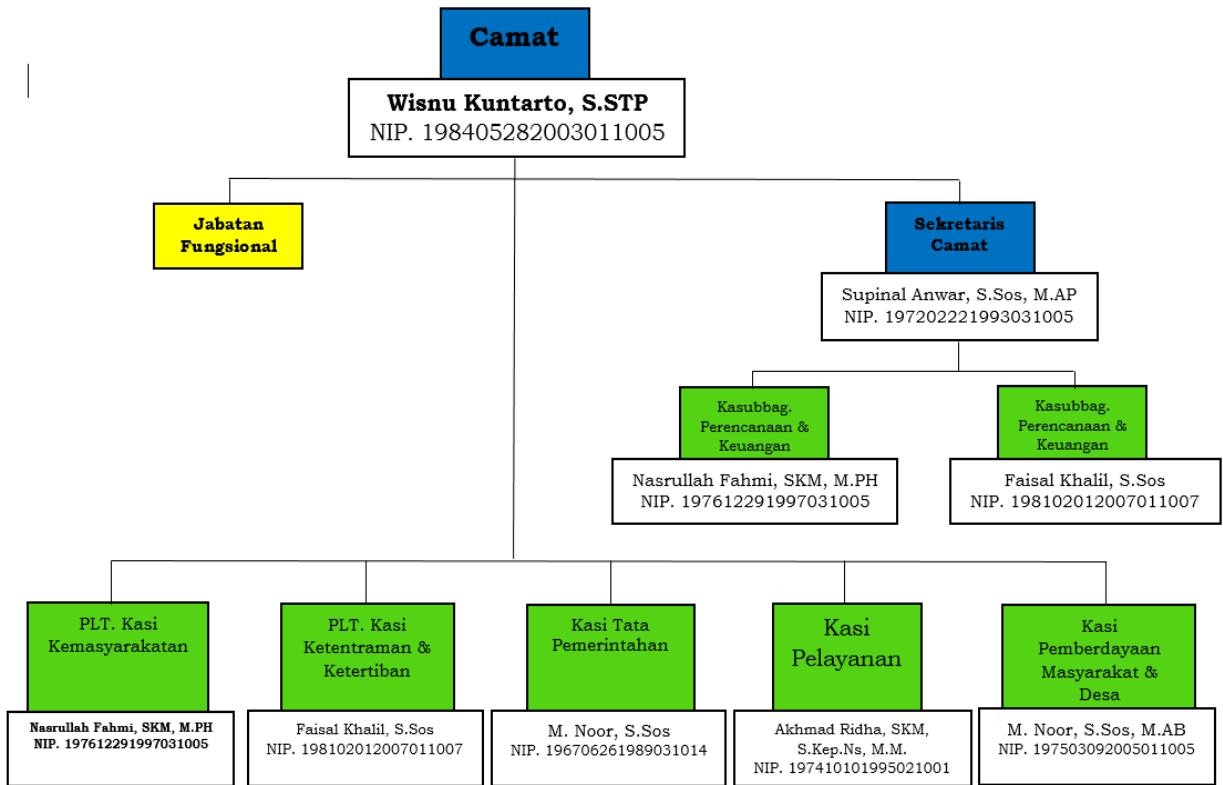 Camat
Wisnu Kuntarto, S.STP
NIP. 198405282003011005
Jabatan
Fungsional
Sekretaris
Camat
Supinal Anwar, S.Sos, M.AP
NIP. 197202221993031005
Kasubbag.
Perencanaan &
Keuangan
Nasrullah Fahmi, SKM, M.PH
NIP. 197612291997031005
Kasubbag.
Perencanaan &
Keuangan
Faisal Khalil, S.Sos
NIP. 198102012007011007
PLT. Kasi
Kemasyarakatan
Nasrullah Fahmi, SKM, M.PH
NIP. 197612291997031005
PLT. Kasi
Ketentraman &
Ketertiban
Faisal Khalil, S.Sos
NIP. 198102012007011007
Kasi Tata
Pemerintahan
M. Noor, S.Sos
NIP. 196706261989031014
Kasi
Pelayanan
Akhmad Ridha, SKM,
S.Kep.Ns, M.M.
NIP. 197410101995021001
Kasi
Pemberdayaan
Masyarakat &
Desa
M. Noor, S.Sos, M.AB
NIP. 197503092005011005